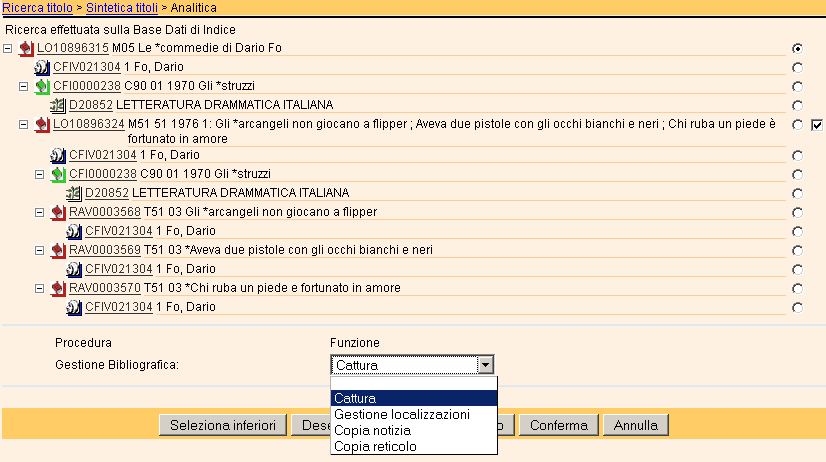 Ricerca titolo > Sintetica titoli > Analitica
Ricerca effettuata sulla Base Dati di Indice
LO10896315 M05 Le *commedie di Dario Fo
CFIV021304 1 Fo, Dario
CFI0000238 C90 01 1970 Gli *struzzi
D20852 LETTERATURA DRAMMATICA ITALIANA
LO10896324 M51 51 1976 1: Gli *arcangeli non giocano a flipper ; Aveva due pistole con gli occhi bianchi e neri ; Chi ruba un piede è
fortunato in amore
CFIV021304 1 Fo, Dario
CFI0000238 C90 01 1970 Gli *struzzi
D20852 LETTERATURA DRAMMATICA ITALIANA
RAV0003568 T51 03 Gli *arcangeli non giocano a flipper
CFIV021304 1 Fo, Dario
RAV0003569 T51 03 *Aveva due pistole con gli occhi bianchi e neri
CFIV021304 1 Fo, Dario
RAV0003570 T51 03 *Chi ruba un piede e fortunato in amore
CFIV021304 1 Fo, Dario
Procedura Funzione
Gestione Bibliografica: Cattura
Cattura
Gestione localizzazioni
Copia notizia
Copia reticolo
Seleziona inferiori Conferma Annulla